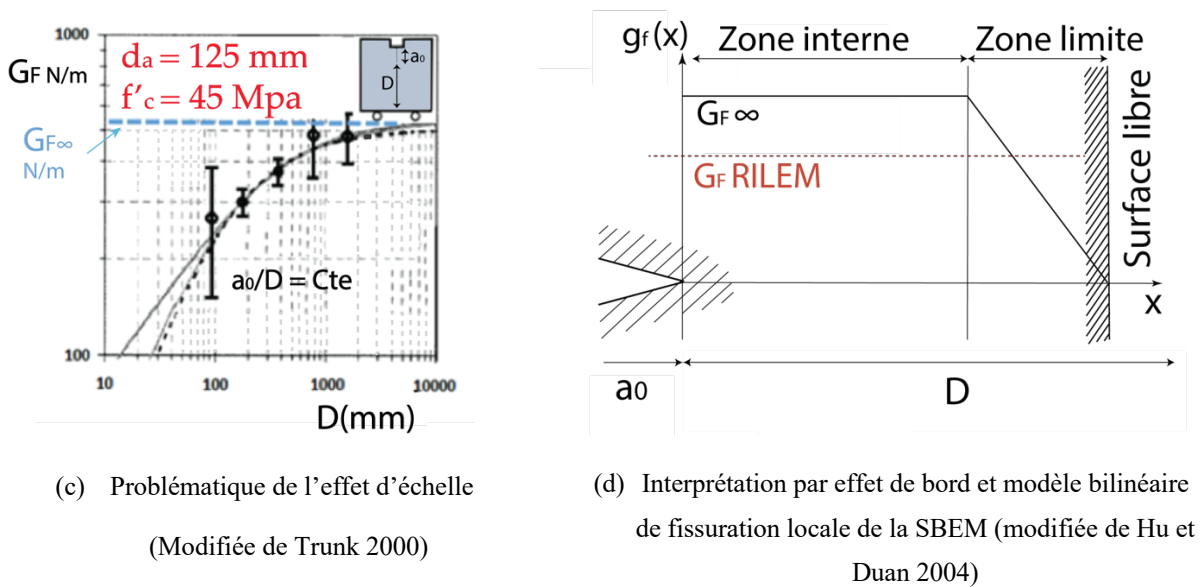 1000
GF N/m
da = 125 mm
f'c = 45 Mpa
a0
D
GF∞
N/m
a0/D = Cte
100
10 100 1000 10000
D(mm)
gf (x) Zone interne Zone limite
GF ∞
GF RILEM
Surface libre
x
a0 D
(c) Problématique de l'effet d'échelle
(Modifiée de Trunk 2000)
(d) Interprétation par effet de bord et modèle bilinéaire
de fissuration locale de la SBEM (modifiée de Hu et
Duan 2004)